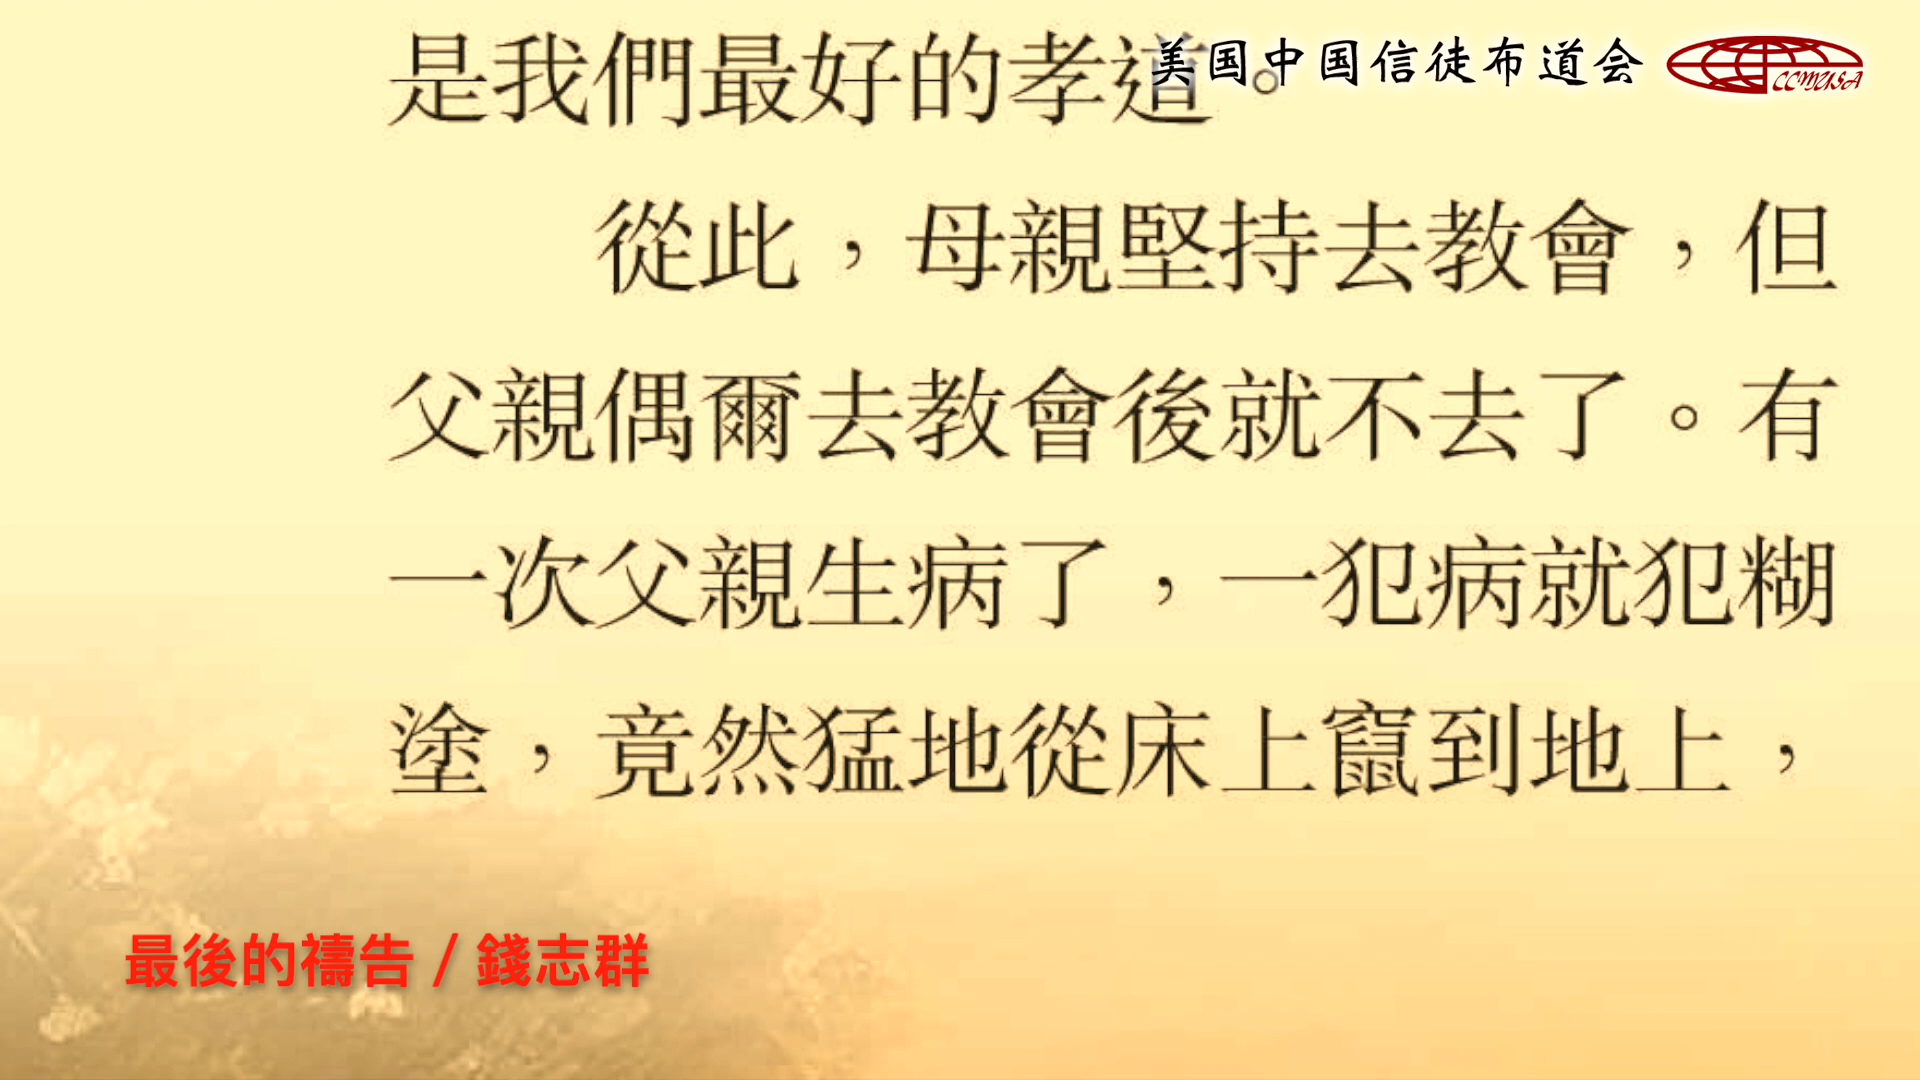 是我們最好的孝道。
美国中国信徒布道会
CCMUSA
從此，母親堅持去教會，但
父親偶爾去教會後就不去了。有
一次父親生病了，一犯病就犯糊
塗，竟然猛地從床上竄到地上，
最後的禱告 / 錢志群